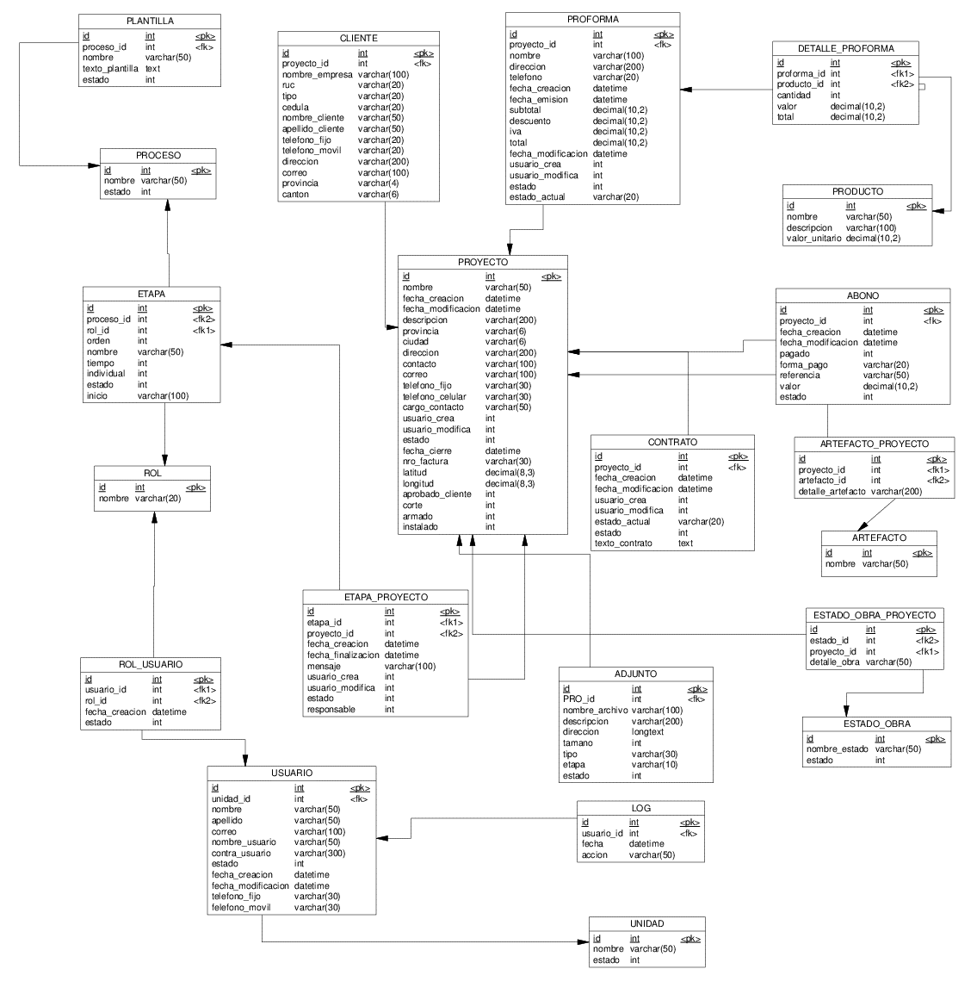 PLANTILLA
id int <pk>
proceso_id int <fk>
nombre varchar(50)
texto_plantilla text
estado int
PROCESO
id int <pk>
nombre varchar(50)
estado int
CLIENTE
id int <pk>
proyecto_id int <fk>
nombre_empresa varchar(100)
ruc varchar(20)
tipo varchar(20)
cedula varchar(20)
nombre_cliente varchar(50)
apellido_cliente varchar(50)
telefono_fijo varchar(20)
telefono_movil varchar(20)
direccion varchar(200)
correo varchar(100)
provincia varchar(4)
canton varchar(6)
PROFORMA
id int <pk>
proyecto_id int <fk>
nombre varchar(100)
direccion varchar(200)
telefono varchar(20)
fecha_creacion datetime
fecha_emision datetime
subtotal decimal(10,2)
descuento decimal(10,2)
iva decimal(10,2)
total decimal(10,2)
fecha_modificacion datetime
usuario_crea int
usuario_modifica int
estado int
estado_actual varchar(20)
DETALLE_PROFORMA
id int <pk>
proforma_id int <fk1>
producto_id int <fk2>
cantidad int
valor decimal(10,2)
total decimal(10,2)
PRODUCTO
id int <pk>
nombre varchar(50)
descripcion varchar(100)
valor_unitario decimal(10,2)
ETAPA
id int <pk>
proceso_id int <fk2>
rol_id int <fk1>
orden int
nombre varchar(50)
tiempo int
individual int
estado int
inicio varchar(100)
PROYECTO
id int <pk>
nombre varchar(50)
fecha_creacion datetime
fecha_modificacion datetime
descripcion varchar(200)
provincia varchar(6)
ciudad varchar(6)
direccion varchar(200)
contacto varchar(100)
correo varchar(100)
telefono_fijo varchar(30)
telefono_celular varchar(30)
cargo_contacto varchar(50)
usuario_crea int
usuario_modifica int
estado int
fecha_cierre datetime
nro_factura varchar(30)
latitud decimal(8,3)
longitud decimal(8,3)
aprobado_cliente int
corte int
armado int
instalado int
ABONO
id int <pk>
proyecto_id int <fk>
fecha_creacion datetime
fecha_modificacion datetime
pagado int
forma_pago varchar(20)
referencia varchar(50)
valor decimal(10,2)
estado int
CONTRATO
id int <pk>
proyecto_id int <fk>
fecha_creacion datetime
fecha_modificacion datetime
usuario_crea int
usuario_modifica int
estado_actual varchar(20)
estado int
texto_contrato text
ARTEFACTO_PROYECTO
id int <pk>
proyecto_id int <fk1>
artefacto_id int <fk2>
detalle_artefacto varchar(200)
ARTEFACTO
id int <pk>
nombre varchar(50)
ROL
id int <pk>
nombre varchar(20)
ETAPA_PROYECTO
id int <pk>
etapa_id int <fk1>
proyecto_id int <fk2>
fecha_creacion datetime
fecha_finalizacion datetime
mensaje varchar(100)
usuario_crea int
usuario_modifica int
estado int
responsable int
ESTADO_OBRA_PROYECTO
id int <pk>
estado_id int <fk2>
proyecto_id int <fk1>
detalle_obra varchar(50)
ROL_USUARIO
id int <pk>
usuario_id int <fk1>
rol_id int <fk2>
fecha_creacion datetime
estado int
ADJUNTO
id int <pk>
PRO_id int <fk>
nombre_archivo varchar(100)
descripcion varchar(200)
direccion longtext
tamano int
tipo varchar(30)
etapa varchar(10)
estado int
ESTADO_OBRA
id int <pk>
nombre_estado varchar(50)
estado int
USUARIO
id int <pk>
unidad_id int <fk>
nombre varchar(50)
apellido varchar(50)
correo varchar(100)
nombre_usuario varchar(50)
contra_usuario varchar(300)
estado int
fecha_creacion datetime
fecha_modificacion datetime
telefono_fijo varchar(30)
felefono_movil varchar(30)
LOG
id int <pk>
usuario_id int <fk>
fecha datetime
accion varchar(50)
UNIDAD
id int <pk>
nombre varchar(50)
estado int